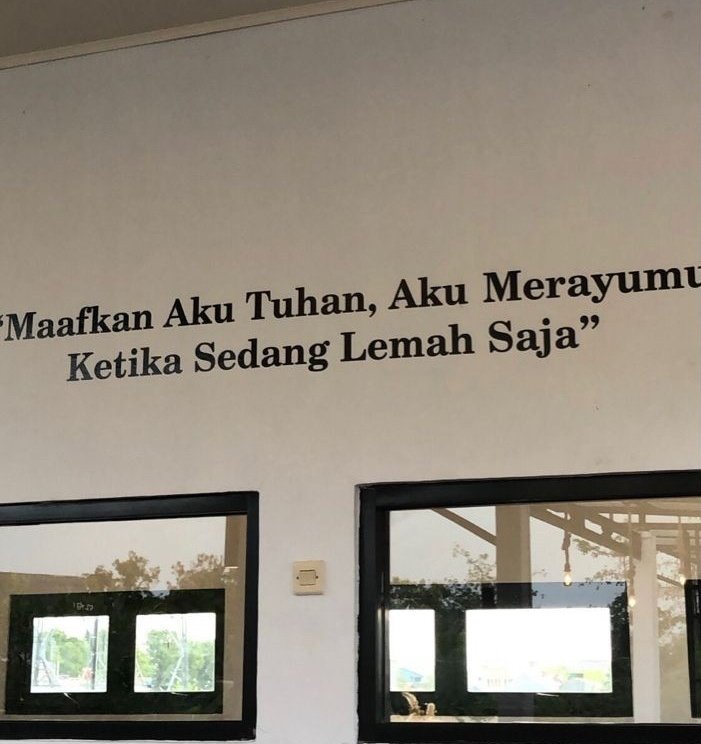 “Maafkan Aku Tuhan, Aku Merayumu
Ketika Sedang Lemah Saja”